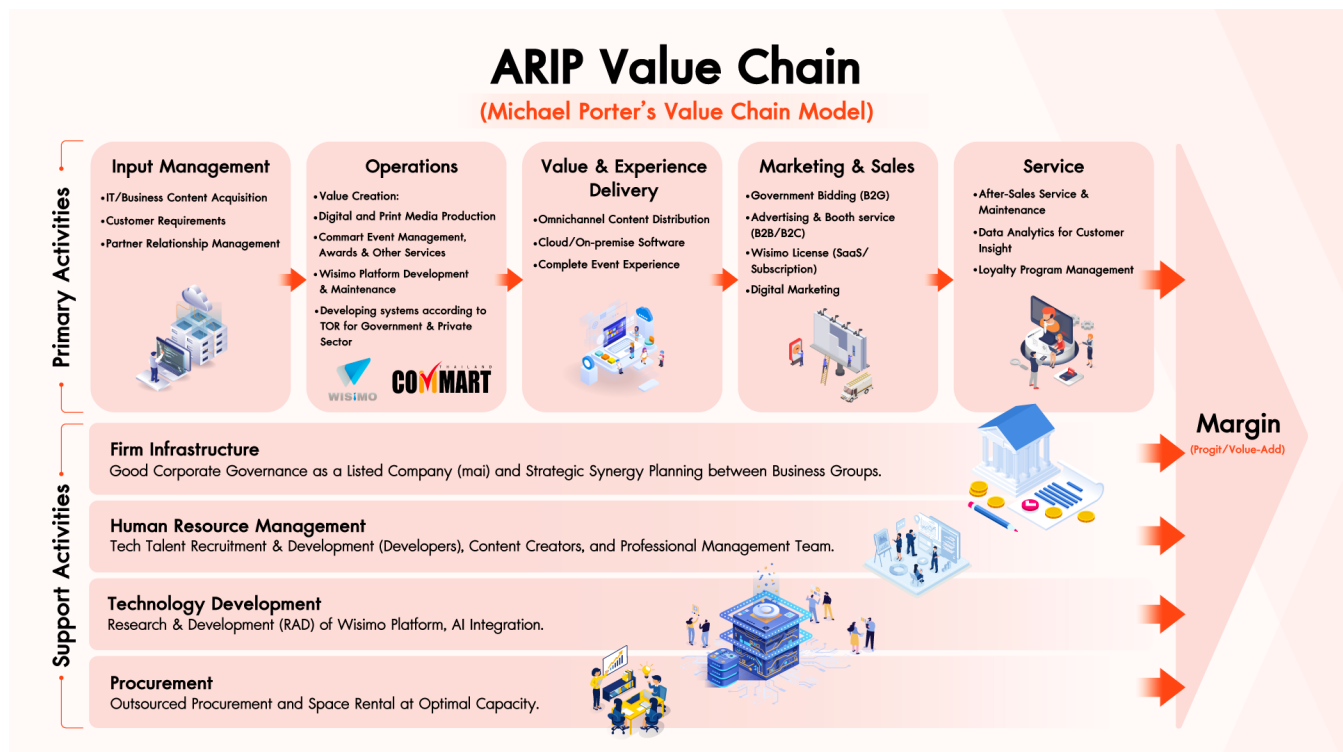 ARIP Value Chain
(Michael Porter's Value Chain Model)
Primary Activities
Input Management
•IT/Business Content Acquisition
•Customer Requirements
•Partner Relationship Management
Operations
•Value Creation:
•Digital and Print Media Production
•Commart Event Management,
Awards & Other Services
•Wisimo Platform Development
& Maintenance
•Developing systems according to
TOR for Government & Private
Sector
WISIMO
THAILAND
COMMART
Value & Experience
Delivery
•Omnichannel Content Distribution
•Cloud/On-premise Software
•Complete Event Experience
Marketing & Sales
•Government Bidding (B2G)
•Advertising & Booth service
(B2B/B2C)
•Wisimo License (SaaS/
Subscription)
•Digital Marketing
Service
•After-Sales Service &
Maintenance
•Data Analytics for Customer
Insight
•Loyalty Program Management
Support Activities
Firm Infrastructure
Good Corporate Governance as a Listed Company (mai) and Strategic Synergy Planning between Business Groups.
Human Resource Management
Tech Talent Recruitment & Development (Developers), Content Creators, and Professional Management Team.
Technology Development
Research & Development (RAD) of Wisimo Platform, AI Integration.
Procurement
Outsourced Procurement and Space Rental at Optimal Capacity.
Margin
(Progit/Volue-Add)